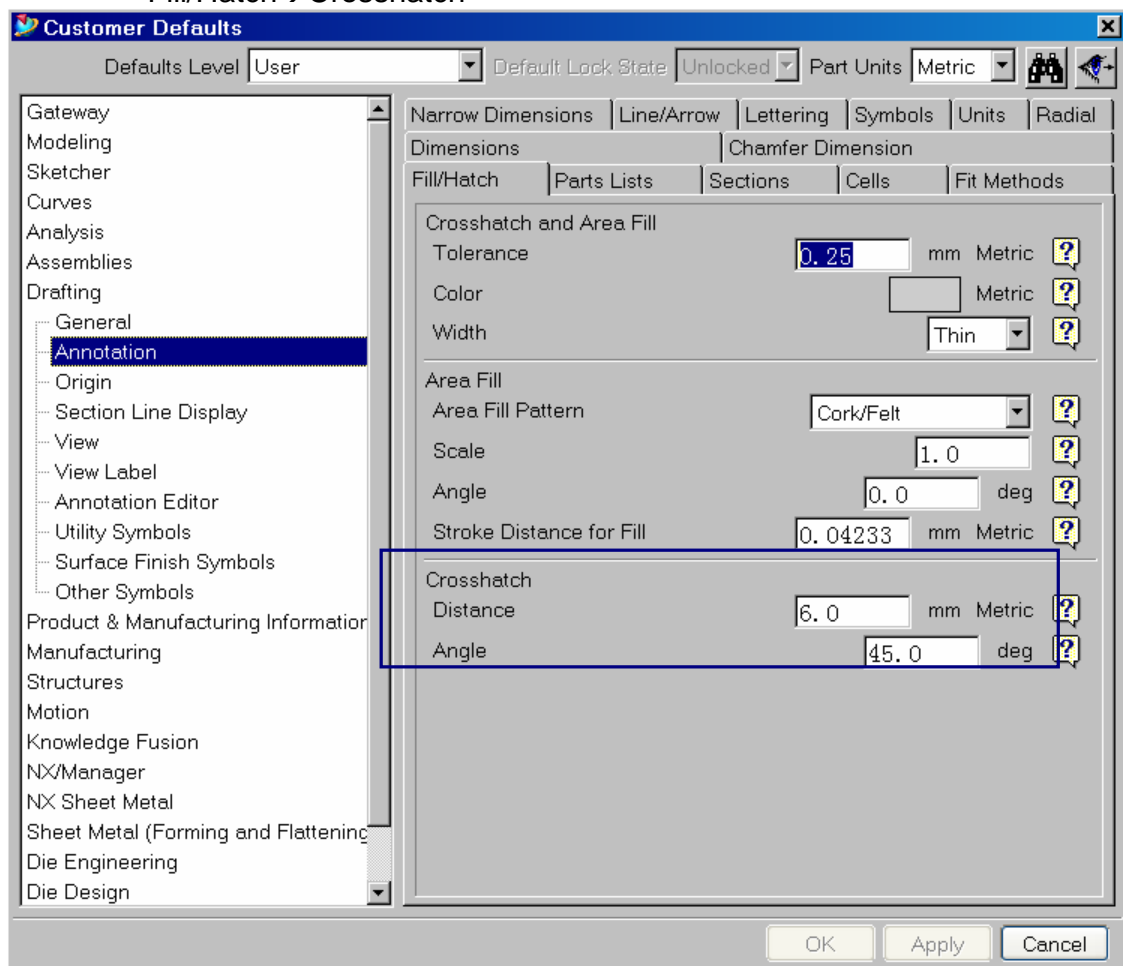 Fill/Hatch → Crosshatch
Customer Defaults
Defaults Level User Default Lock State Unlocked Part Units Metric
Gateway
Modeling
Sketcher
Curves
Analysis
Assemblies
Drafting
General
Annotation
Origin
Section Line Display
View
View Label
Annotation Editor
Utility Symbols
Surface Finish Symbols
Other Symbols
Product & Manufacturing Information
Manufacturing
Structures
Motion
Knowledge Fusion
NX/Manager
NX Sheet Metal
Sheet Metal (Forming and Flattening
Die Engineering
Die Design
Narrow Dimensions Line/Arrow Lettering Symbols Units Radial
Dimensions Chamfer Dimension
Fill/Hatch Parts Lists Sections Cells Fit Methods
Crosshatch and Area Fill
Tolerance 0.25 mm Metric ?
Color Metric ?
Width Thin ?
Area Fill
Area Fill Pattern Cork/Felt ?
Scale 1.0 ?
Angle 0.0 deg ?
Stroke Distance for Fill 0.04233 mm Metric ?
Crosshatch
Distance 6.0 mm Metric ?
Angle 45.0 deg ?
OK Apply Cancel